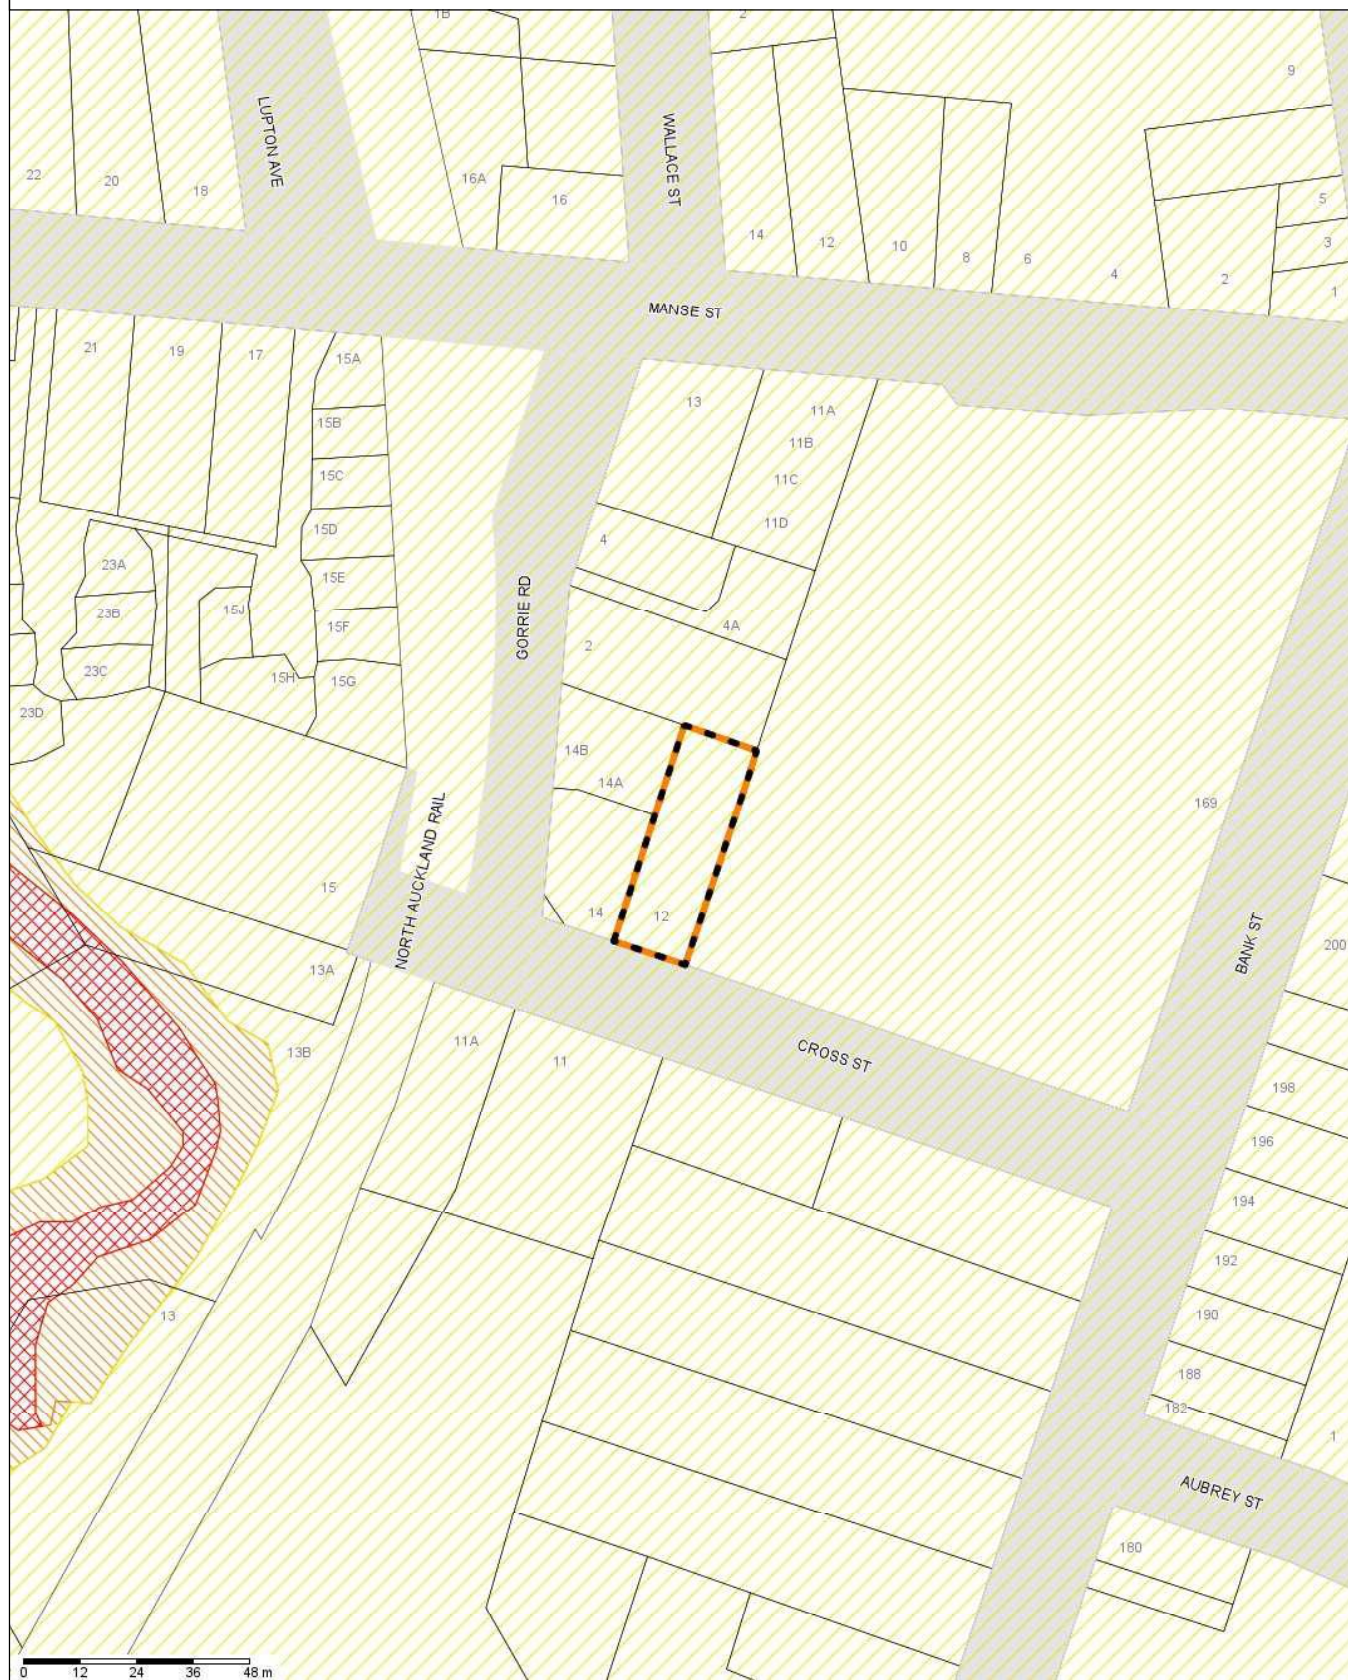 1B
2
9
LUPTON AVE
WALLACE ST
22
20
18
16A
16
14
12
10
8
6
4
2
5
3
1
MANSE ST
21
19
17
15A
15B
15C
15D
15E
15F
15G
15H
15J
23A
23B
23C
23D
13
11A
11B
11C
11D
4
4A
2
GORRIE RD
14B
14A
14
12
169
15
NORTH AUCKLAND RAIL
13A
13B
11A
11
CROSS ST
BANK ST
200
198
196
194
192
190
188
182
1
13
AUBREY ST
180
0 12 24 36 48 m